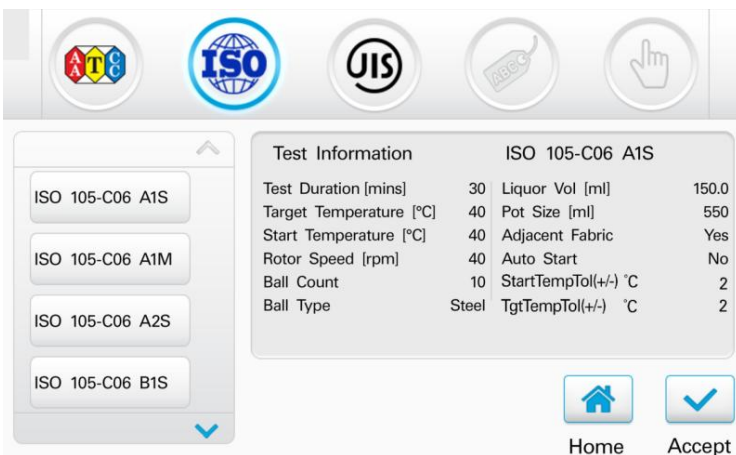 AATCC
ISO
JIS
ABCC
ISO 105-C06 A1S
ISO 105-C06 A1M
ISO 105-C06 A2S
ISO 105-C06 B1S
Test Information ISO 105-C06 A1S
Test Duration [mins] 30 Liquor Vol [ml] 150.0
Target Temperature [°C] 40 Pot Size [ml] 550
Start Temperature [°C] 40 Adjacent Fabric Yes
Rotor Speed [rpm] 40 Auto Start No
Ball Count 10 StartTempTol(+/-) °C 2
Ball Type Steel TgtTempTol(+/-) °C 2
Home Accept